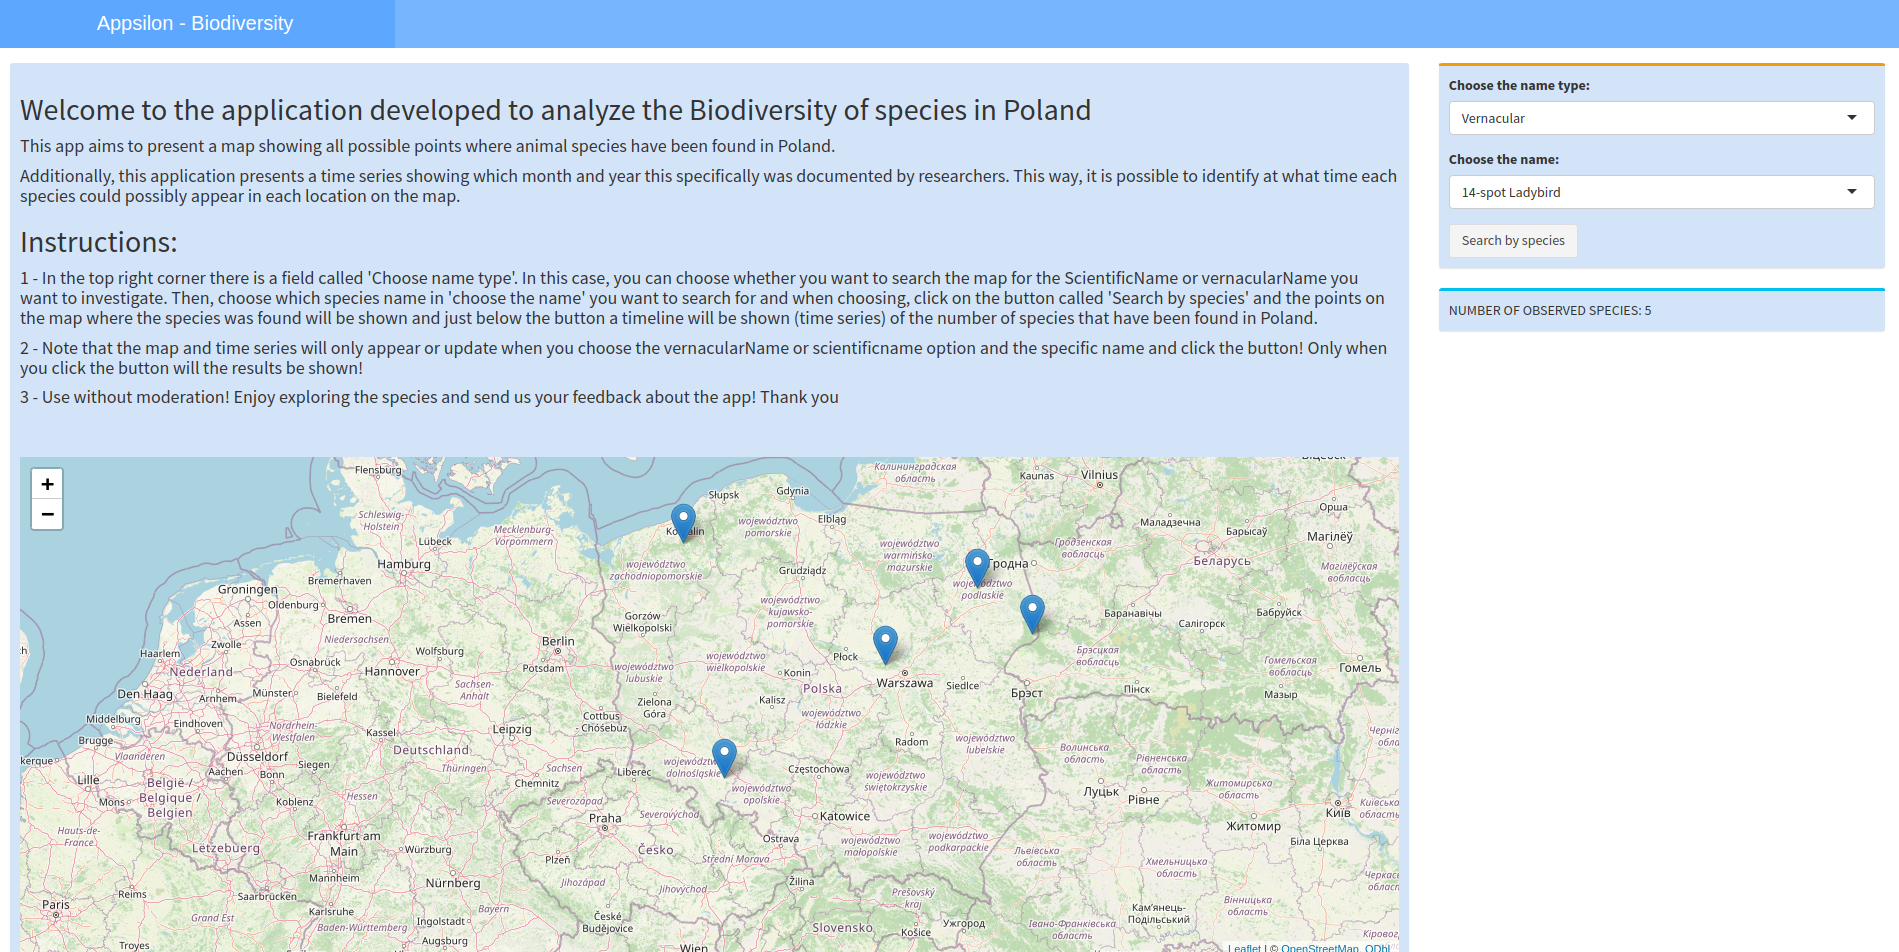 Appsilon - Biodiversity
Welcome to the application developed to analyze the Biodiversity of species in Poland
This app aims to present a map showing all possible points where animal species have been found in Poland.
Additionally, this application presents a time series showing which month and year this specifically was documented by researchers. This way, it is possible to identify at what time each
species could possibly appear in each location on the map.
Instructions:
1 - In the top right corner there is a field called 'Choose name type'. In this case, you can choose whether you want to search the map for the ScientificName or vernacularName you
want to investigate. Then, choose which species name in 'choose the name' you want to search for and when choosing, click on the button called 'Search by species' and the points on
the map where the species was found will be shown and just below the button a timeline will be shown (time series) of the number of species that have been found in Poland.
2 - Note that the map and time series will only appear or update when you choose the vernacularName or scientificname option and the specific name and click the button! Only when
you click the button will the results be shown!
3 - Use without moderation! Enjoy exploring the species and send us your feedback about the app! Thank you
Choose the name type:
Vernacular
Choose the name:
14-spot Ladybird
Search by species
NUMBER OF OBSERVED SPECIES: 5
+
−
Flensburg
Калининградская
область
Kaunas
Vilnius
Słupsk
Gdynia
Schleswig-
Holstein
Mecklenburg-
Vorpommern
Lübeck
województwo
pomorskie
Elbląg
Маладзечна
Барысаў
Орша
Магілёў
Hamburg
województwo
zachodniopomorskie
Grudziądz
województwo
warmińsko-
mazurskie
Гродзенская
вобласць
Беларусь
Магілёўская
вобласць
Bremerhaven
Groningen
Oldenburg
Assen
Bremen
Gorzów
Wielkopolski
województwo
kujawsko-
pomorskie
podlaskie
Баранавічы
Салігорск
Бабруйск
Niedersachsen
Haarlem
Zwolle
Nederland
Osnabrück
Wolfsburg
Hannover
Berlin
Potsdam
województwo
lubuskie
województwo
wielkopolskie
Płock
Konin
Polska
Warszawa
Siedlce
Брэсцкая
вобласць
Брэст
Пінск
Гомельская
вобласць
Гомель
Мазыр
Den Haag
Arnhem
Münster
Bielefeld
Sachsen-
Anhalt
Zielona
Góra
Kalisz
Middelburg
Eindhoven
Nordrhein-
Westfalen
Kassel
Leipzig
Cottbus
- Chóśebuz
województwo
łódzkie
Brugge
Vlaanderen
Düsseldorf
Aachen
Bonn
Siegen
Deutschland
Thüringen
Sachsen
Chemnitz
Liberec
dolnośląskie
Częstochowa
Radom
województwo
lubelskie
Волинська
область
Рівненська
область
Lille
Mons
België /
Belgique /
Belgien
Koblenz
Hessen
Severozápad
Severovýchod
województwo
opolskie
województwo
świętokrzyskie
Луцьк
Рівне
Житомирська
область
Київ
Житомир
Hauts-de-
France
Lëtzebuerg
Frankfurt am
Main
Würzburg
Praha
Plzeň
Česko
Katowice
Ostrava
województwo
małopolskie
województwo
podkarpackie
Львівська
область
Хмельницька
область
Біла Церква
Střední Morava
Mannheim
Nürnberg
Jihozápad
Jihovýchod
Žilina
Prešovský
kraj
Reims
Saarbrücken
Paris
Grand Est
Karlsruhe
Baden-Württemberg
Bayern
Ingolstadt
Augsburg
České
Budějovice
Slovensko
Košice
Ужгород
Івано-Франківська
область
Кам'янець-
Подільський
Вінницька
область
Troyes
Wien
Leaflet | © OpenStreetMap, ODbL